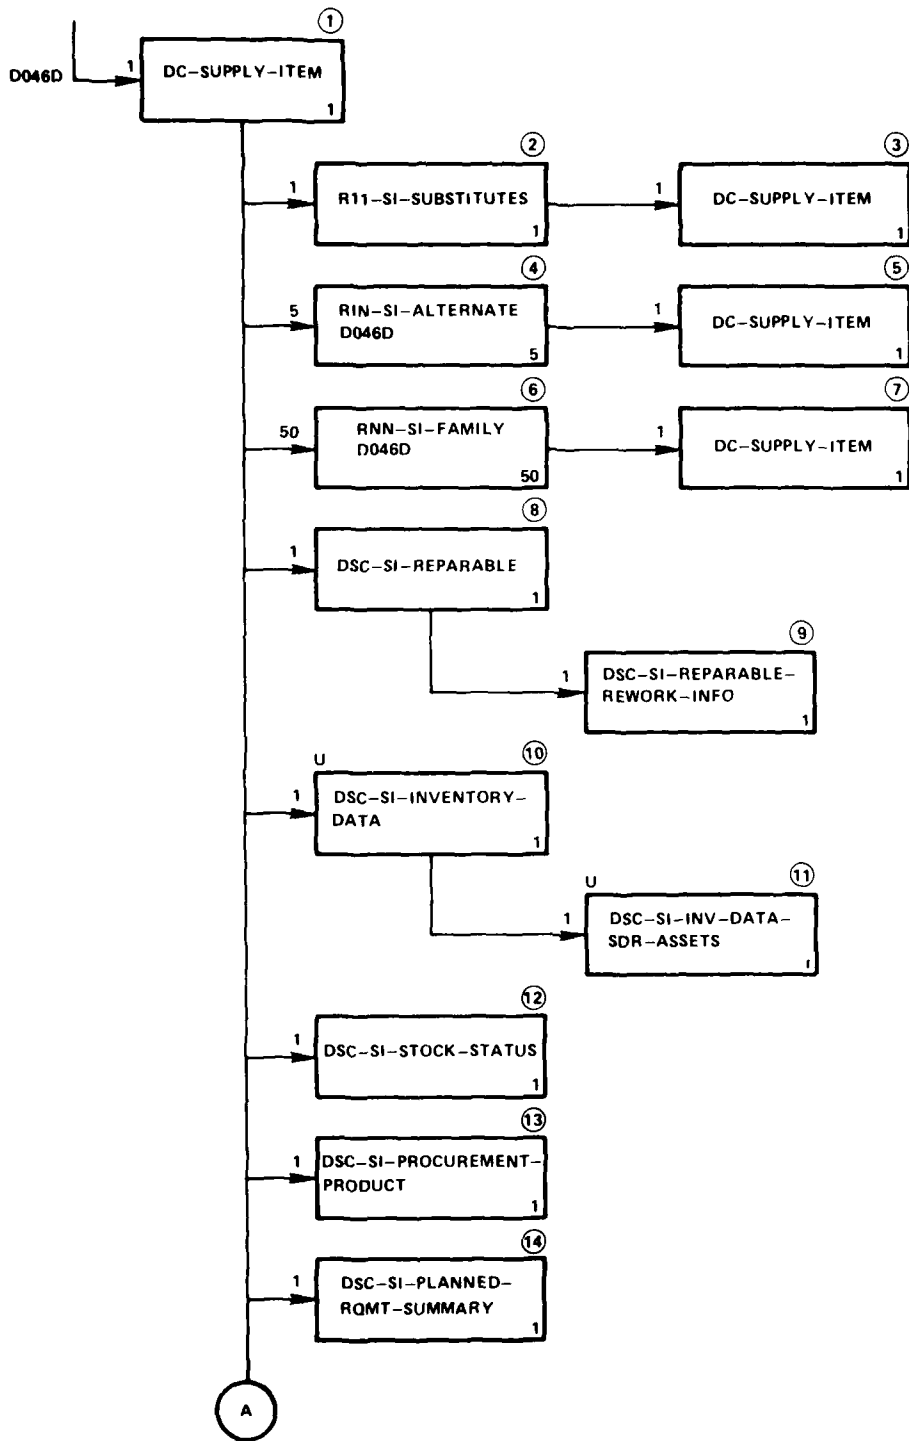 1
D046D
1
DC-SUPPLY-ITEM
1
2
1
R11-SI-SUBSTITUTES
1
3
1
DC-SUPPLY-ITEM
1
4
5
RIN-SI-ALTERNATE
D046D
5
5
1
DC-SUPPLY-ITEM
1
6
50
RNN-SI-FAMILY
D046D
50
7
1
DC-SUPPLY-ITEM
1
8
1
DSC-SI-REPARABLE
1
9
1
DSC-SI-REPARABLE-
REWORK-INFO
1
U
10
1
DSC-SI-INVENTORY-
DATA
1
U
11
1
DSC-SI-INV-DATA-
SDR-ASSETS
1
12
1
DSC-SI-STOCK-STATUS
1
13
1
DSC-SI-PROCUREMENT-
PRODUCT
1
14
1
DSC-SI-PLANNED-
RQMT-SUMMARY
1
A